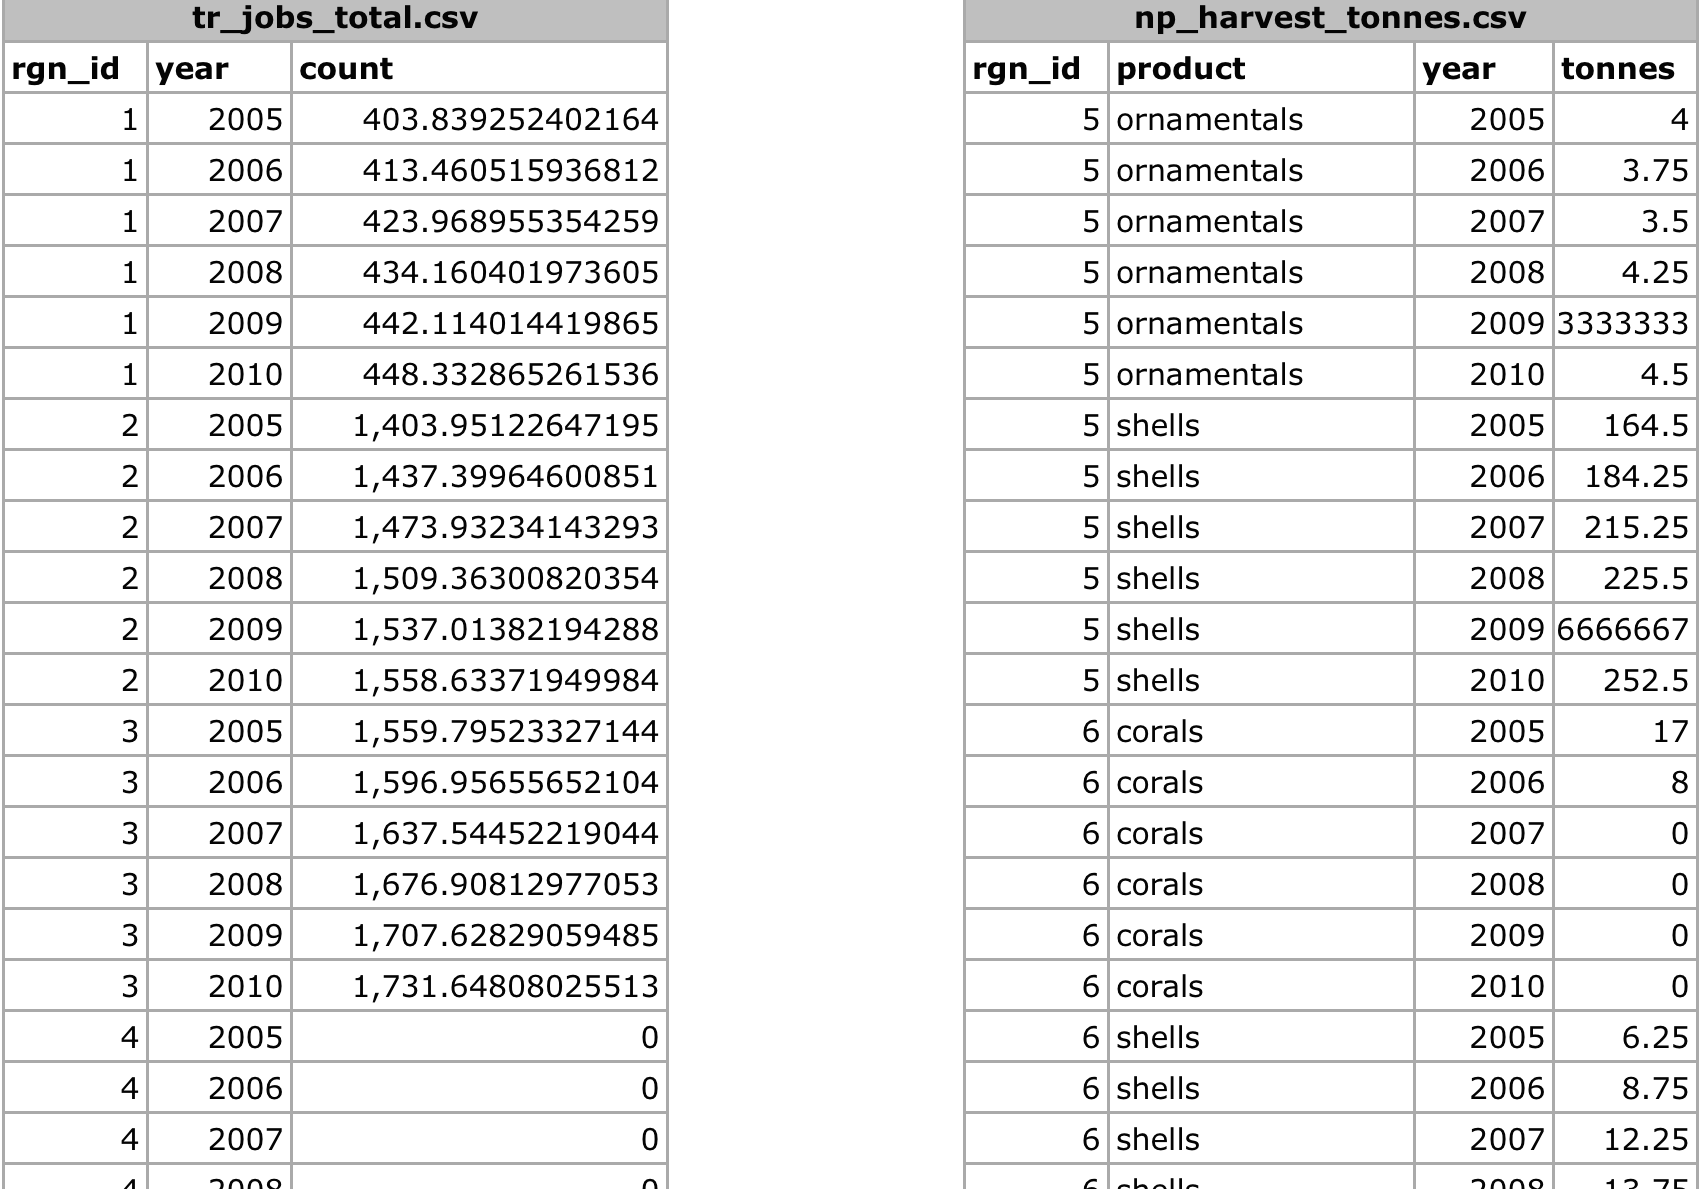 tr_jobs_total.csv
rgn_id year count
1 2005 403.839252402164
1 2006 413.460515936812
1 2007 423.968955354259
1 2008 434.160401973605
1 2009 442.114014419865
1 2010 448.332865261536
2 2005 1,403.95122647195
2 2006 1,437.39964600851
2 2007 1,473.93234143293
2 2008 1,509.36300820354
2 2009 1,537.01382194288
2 2010 1,558.63371949984
3 2005 1,559.79523327144
3 2006 1,596.95655652104
3 2007 1,637.54452219044
3 2008 1,676.90812977053
3 2009 1,707.62829059485
3 2010 1,731.64808025513
4 2005 0
4 2006 0
4 2007 0
4 2008 0
np_harvest_tonnes.csv
rgn_id product year tonnes
5 ornamentals 2005 4
5 ornamentals 2006 3.75
5 ornamentals 2007 3.5
5 ornamentals 2008 4.25
5 ornamentals 2009 3333333
5 ornamentals 2010 4.5
5 shells 2005 164.5
5 shells 2006 184.25
5 shells 2007 215.25
5 shells 2008 225.5
5 shells 2009 6666667
5 shells 2010 252.5
6 corals 2005 17
6 corals 2006 8
6 corals 2007 0
6 corals 2008 0
6 corals 2009 0
6 corals 2010 0
6 shells 2005 6.25
6 shells 2006 8.75
6 shells 2007 12.25
6 shells 2008 13.75